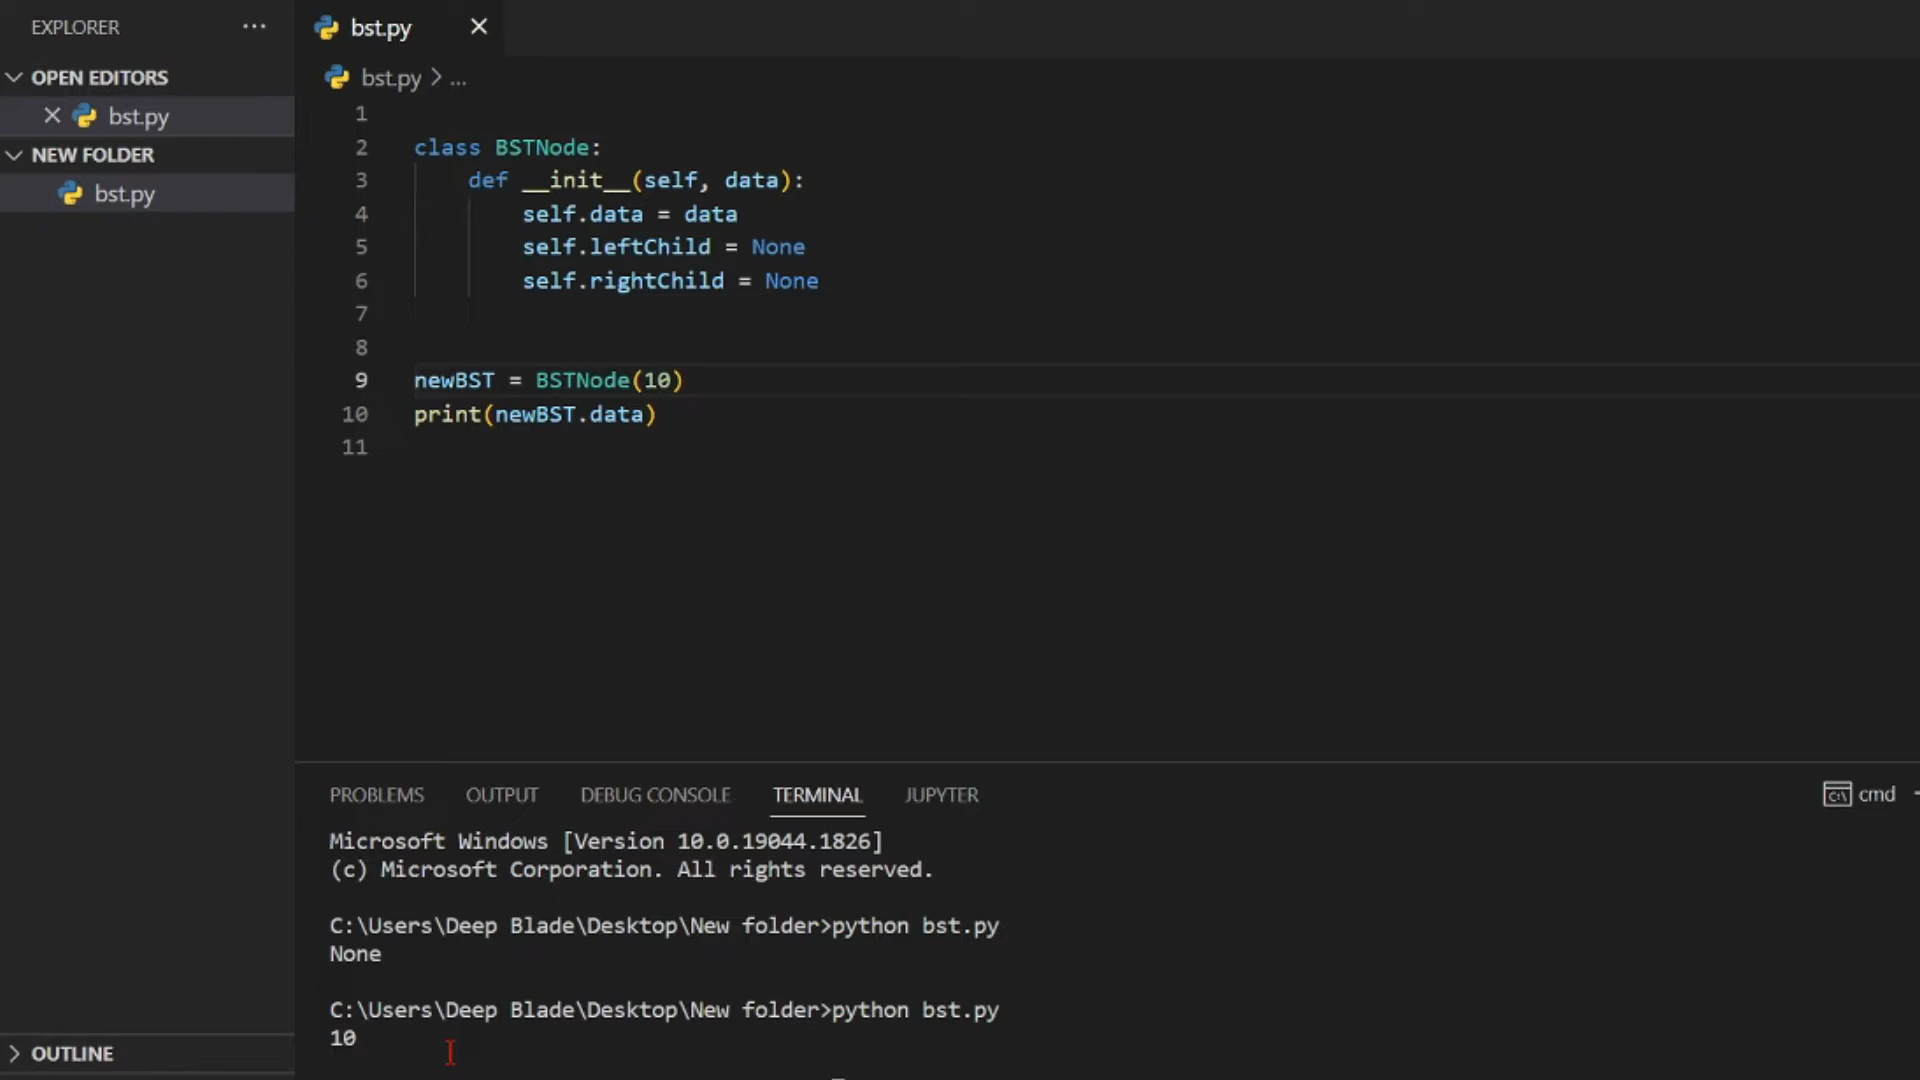 EXPLORER ...
OPEN EDITORS
bst.py
NEW FOLDER
bst.py
OUTLINE
bst.py
bst.py > ...
1
2 class BSTNode:
3 def __init__(self, data):
4 self.data = data
5 self.leftChild = None
6 self.rightChild = None
7
8
9 newBST = BSTNode(10)
10 print(newBST.data)
11
PROBLEMS OUTPUT DEBUG CONSOLE TERMINAL JUPYTER cmd
Microsoft Windows [Version 10.0.19044.1826]
(c) Microsoft Corporation. All rights reserved.
C:\Users\Deep Blade\Desktop\New folder>python bst.py
None
C:\Users\Deep Blade\Desktop\New folder>python bst.py
10